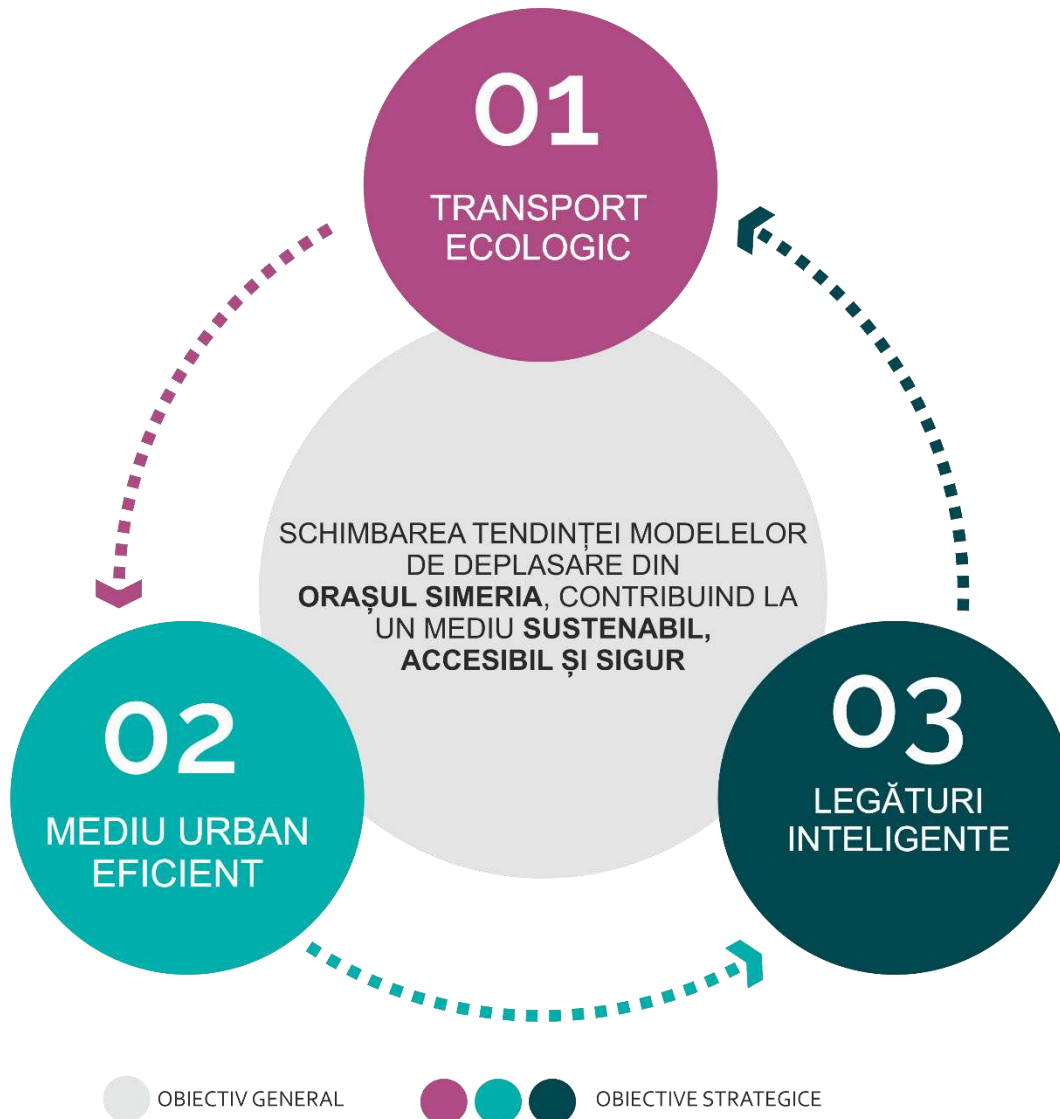 01
TRANSPORT
ECOLOGIC
SCHIMBAREA TENDINȚEI MODELELOR
DE DEPLASARE DIN
ORAȘUL SIMERIA, CONTRIBUIND LA
UN MEDIU SUSTENABIL,
ACCESIBIL ȘI SIGUR
02
MEDIU URBAN
EFICIENT
03
LEGĂTURI
INTELIGENTE
OBIECTIV GENERAL
OBIECTIVE STRATEGICE